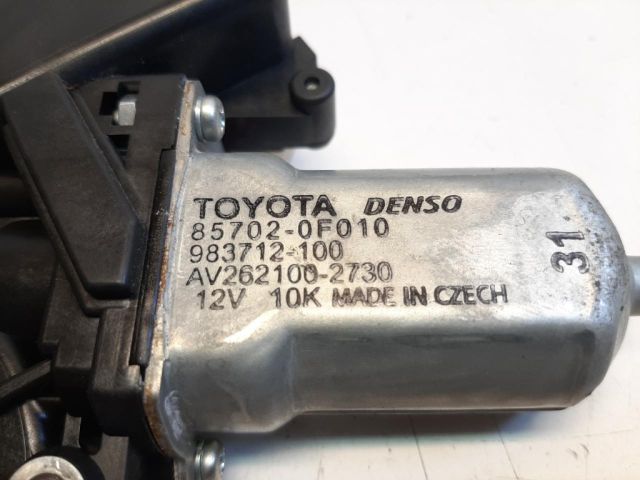 TOYOTA DENSO
85702-0F010
983712-100
AV262100-2730
12V 10K MADE IN CZECH
31